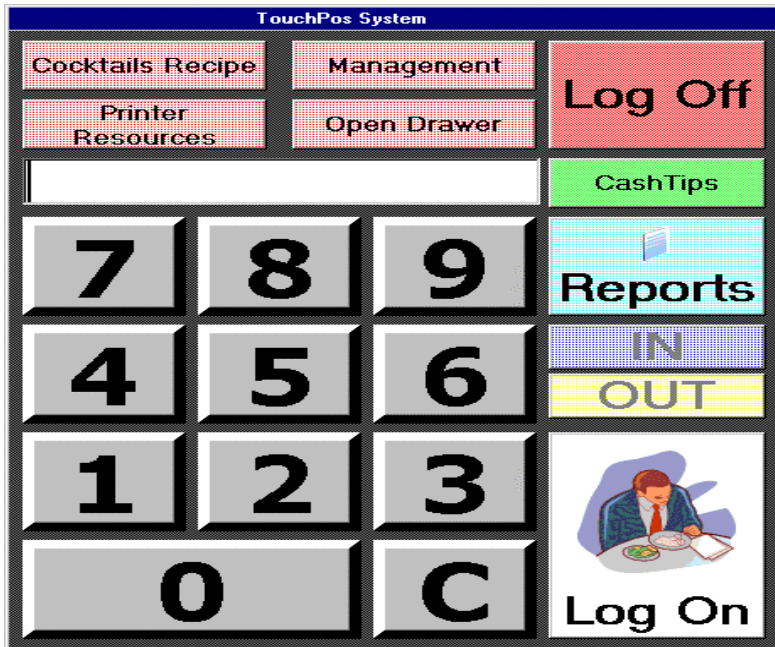 TouchPos System
Cocktails Recipe
Management
Log Off
Printer
Resources
Open Drawer
CashTips
7
8
9
Reports
4
5
6
IN
OUT
1
2
3
0
C
Log On